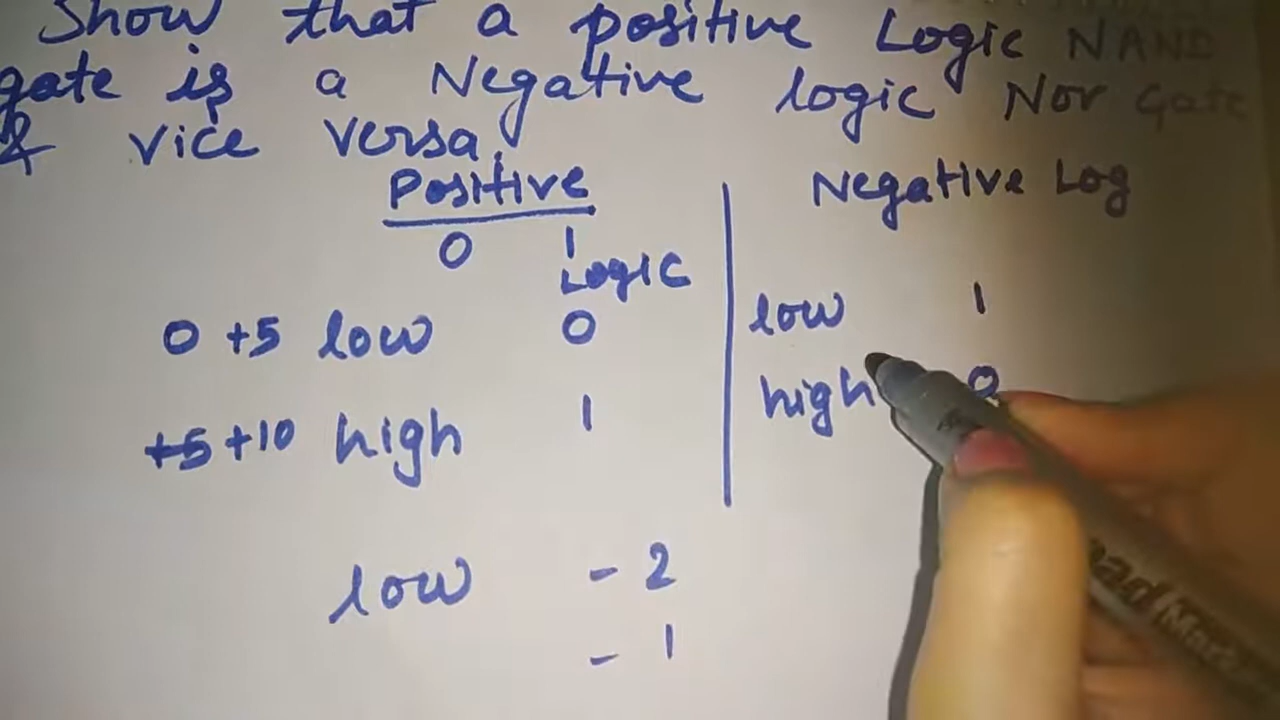 Show that a positive Logic NAND
gate is a Negative logic Nor Gate
& vice versa.
Positive
0 1
Logic
0 +5 low 0
+5 +10 high 1
low - 2
- 1
Negative Log
low 1
high 0